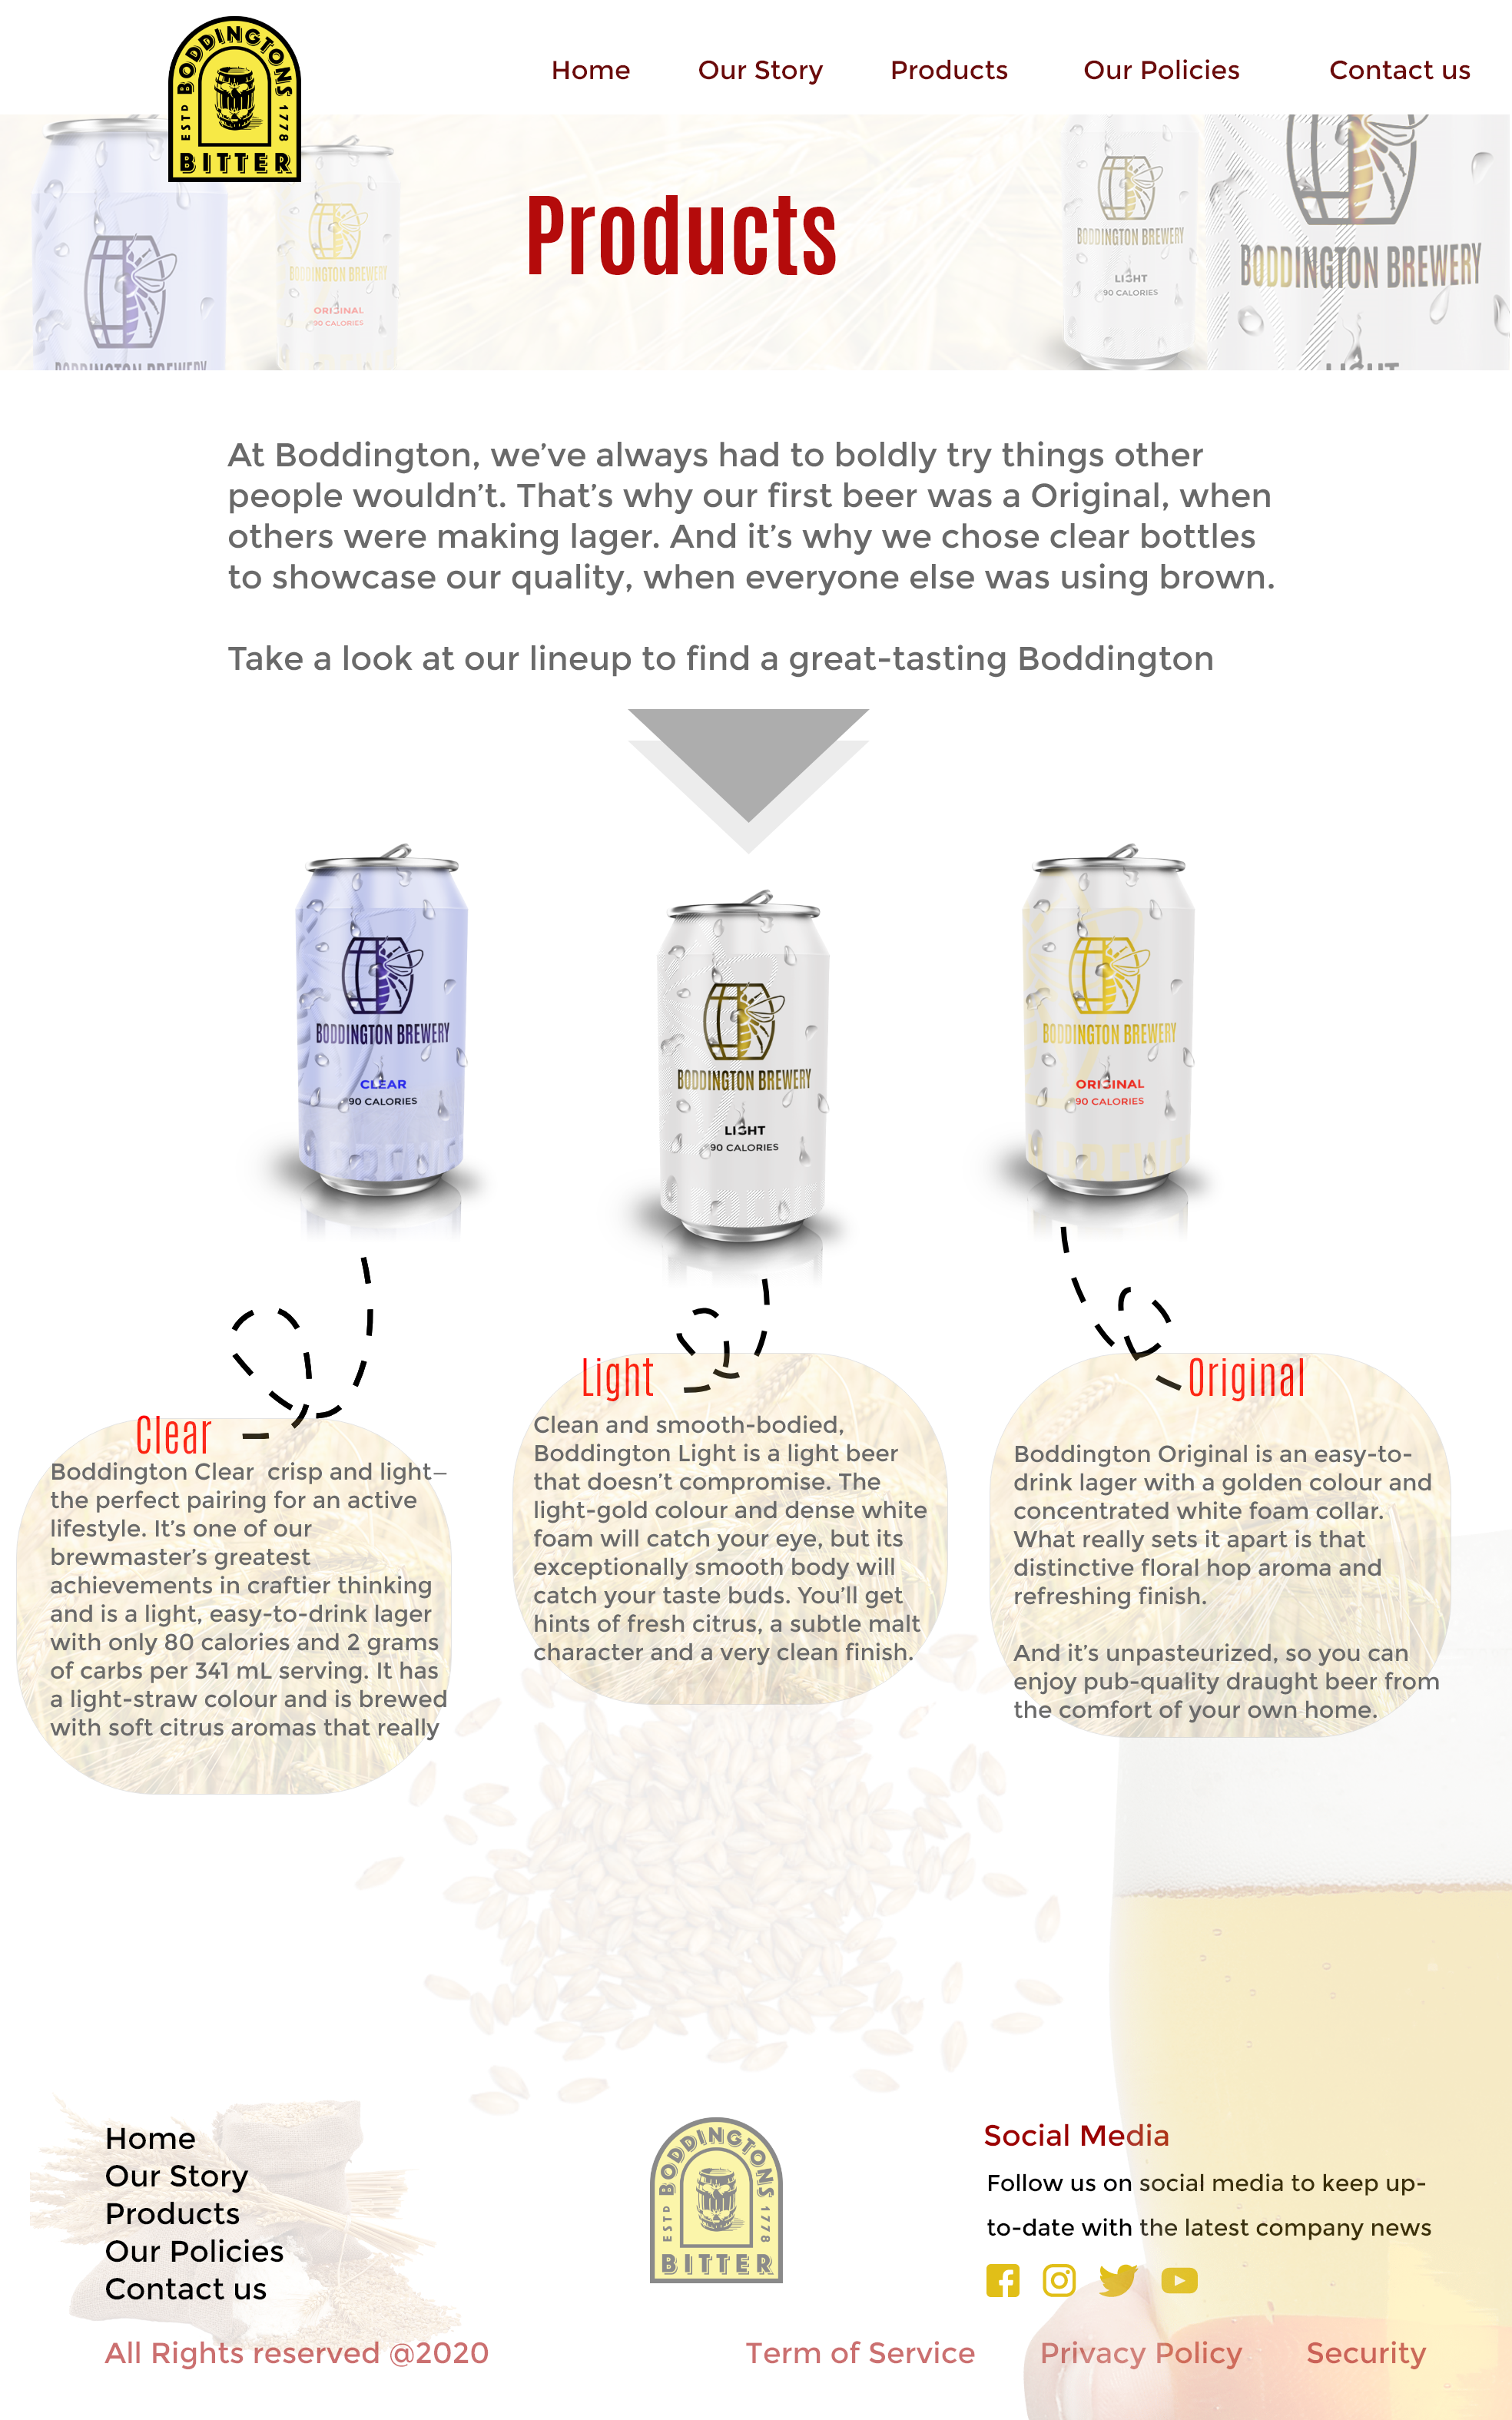 BODDINGTONS
ESTD 1778
BITTER
Home Our Story Products Our Policies Contact us
Products
BODDINGTON BREWERY
BODDINGTON BREWERY
ORIGINAL
90 CALORIES
BODDINGTON BREWERY
LIGHT
90 CALORIES
BODDINGTON BREWERY
LIGHT
At Boddington, we’ve always had to boldly try things other
people wouldn’t. That’s why our first beer was a Original, when
others were making lager. And it’s why we chose clear bottles
to showcase our quality, when everyone else was using brown.
Take a look at our lineup to find a great-tasting Boddington
BODDINGTON BREWERY
CLEAR
90 CALORIES
BODDINGTON BREWERY
LIGHT
90 CALORIES
BODDINGTON BREWERY
ORIGINAL
90 CALORIES
Clear
Boddington Clear  crisp and light—
the perfect pairing for an active
lifestyle. It’s one of our
brewmaster’s greatest
achievements in craftier thinking
and is a light, easy-to-drink lager
with only 80 calories and 2 grams
of carbs per 341 mL serving. It has
a light-straw colour and is brewed
with soft citrus aromas that really
Light
Clean and smooth-bodied,
Boddington Light is a light beer
that doesn’t compromise. The
light-gold colour and dense white
foam will catch your eye, but its
exceptionally smooth body will
catch your taste buds. You’ll get
hints of fresh citrus, a subtle malt
character and a very clean finish.
Original
Boddington Original is an easy-to-
drink lager with a golden colour and
concentrated white foam collar.
What really sets it apart is that
distinctive floral hop aroma and
refreshing finish.
And it’s unpasteurized, so you can
enjoy pub-quality draught beer from
the comfort of your own home.
Home
Our Story
Products
Our Policies
Contact us
BODDINGTONS
ESTD 1778
BITTER
Social Media
Follow us on social media to keep up-
to-date with the latest company news
All Rights reserved @2020
Term of Service Privacy Policy Security